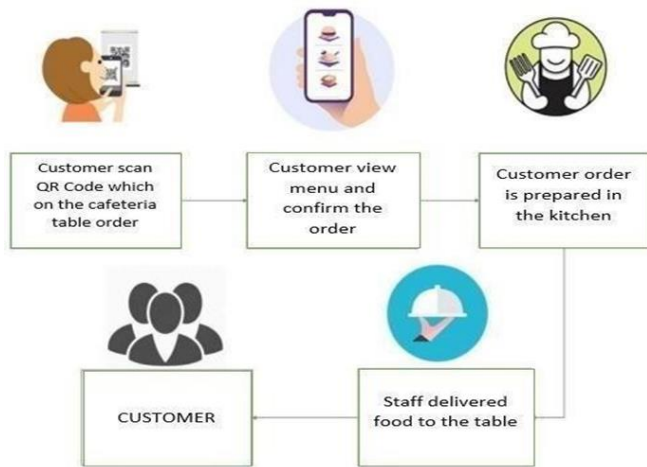 Customer scan
QR Code which
on the cafeteria
table order
Customer view
menu and
confirm the
order
Customer order
is prepared in
the kitchen
Staff delivered
food to the table
CUSTOMER